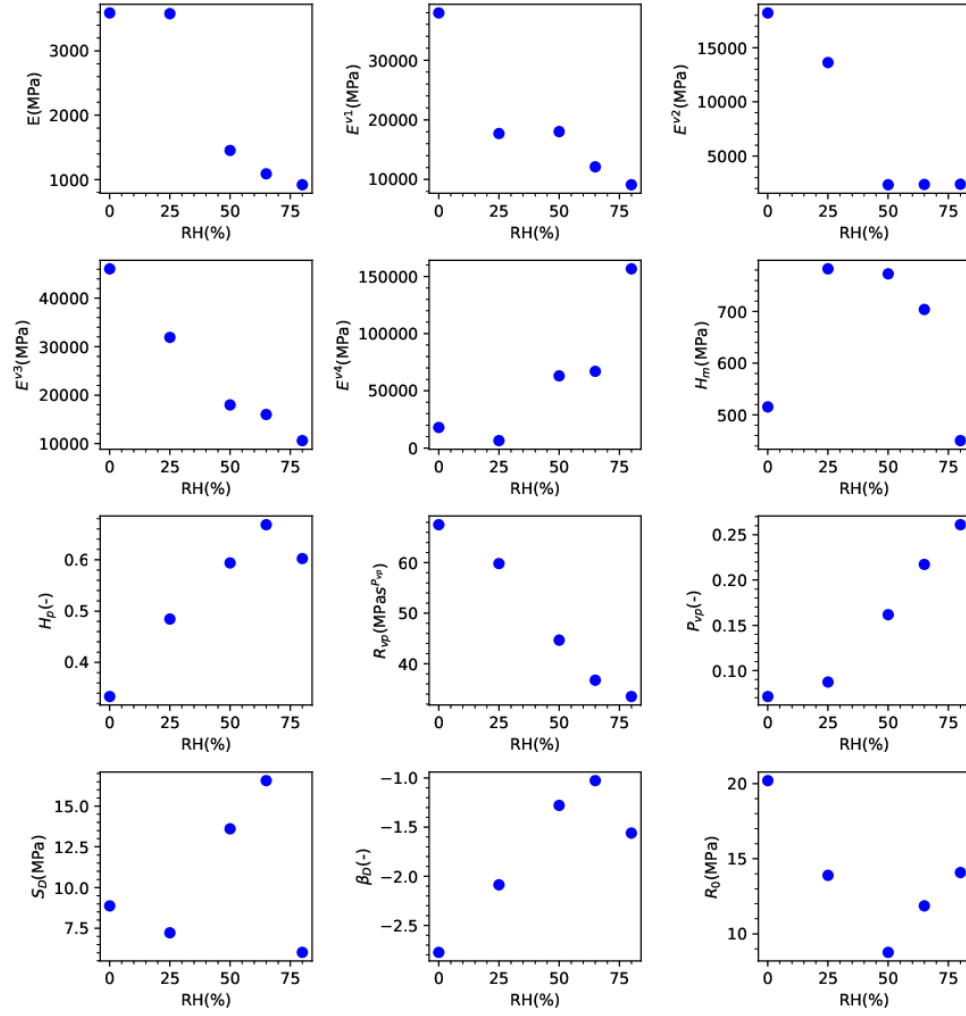 E(MPa)
3000
2000
1000
0 25 50 75
RH(%)
E^{v1}(MPa)
30000
20000
10000
0 25 50 75
RH(%)
E^{v2}(MPa)
15000
10000
5000
0 25 50 75
RH(%)
E^{v3}(MPa)
40000
30000
20000
10000
0 25 50 75
RH(%)
E^{v4}(MPa)
150000
100000
50000
0
0 25 50 75
RH(%)
H_m(MPa)
700
600
500
0 25 50 75
RH(%)
H_p(-)
0.6
0.5
0.4
0 25 50 75
RH(%)
R_{vp}(MPas^{P_{vp}})
60
50
40
0 25 50 75
RH(%)
P_{vp}(-)
0.25
0.20
0.15
0.10
0 25 50 75
RH(%)
S_D(MPa)
15.0
12.5
10.0
7.5
0 25 50 75
RH(%)
β_D(-)
−1.0
−1.5
−2.0
−2.5
0 25 50 75
RH(%)
R_0(MPa)
20
15
10
0 25 50 75
RH(%)